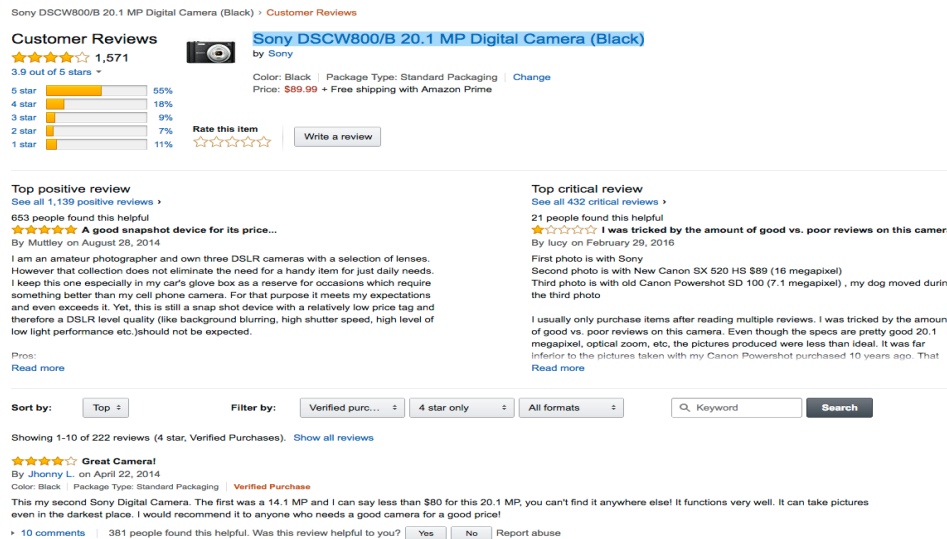 Sony DSCW800/B 20.1 MP Digital Camera (Black) › Customer Reviews
Customer Reviews
1,571
3.9 out of 5 stars
5 star 55%
4 star 18%
3 star 9%
2 star 7%
1 star 11%
Sony DSCW800/B 20.1 MP Digital Camera (Black)
by Sony
Color: Black | Package Type: Standard Packaging | Change
Price: $89.99 + Free shipping with Amazon Prime
Rate this item
Write a review
Top positive review
See all 1,139 positive reviews ›
653 people found this helpful
A good snapshot device for its price...
By Muttley on August 28, 2014
I am an amateur photographer and own three DSLR cameras with a selection of lenses.
However that collection does not eliminate the need for a handy item for just daily needs.
I keep this one especially in my car's glove box as a reserve for occasions which require
something better than my cell phone camera. For that purpose it meets my expectations
and even exceeds it. Yet, this is still a snap shot device with a relatively low price tag and
therefore a DSLR level quality (like background blurring, high shutter speed, high level of
low light performance etc.)should not be expected.
Pros:
Read more
Top critical review
See all 432 critical reviews ›
21 people found this helpful
I was tricked by the amount of good vs. poor reviews on this camer
By lucy on February 29, 2016
First photo is with Sony
Second photo is with New Canon SX 520 HS $89 (16 megapixel)
Third photo is with old Canon Powershot SD 100 (7.1 megapixel) , my dog moved durin
the third photo
I usually only purchase items after reading multiple reviews. I was tricked by the amoun
of good vs. poor reviews on this camera. Even though the specs are pretty good 20.1
megapixel, optical zoom, etc, the pictures produced were less than ideal. It was far
inferior to the pictures taken with my Canon Powershot purchased 10 years ago. That
Read more
Sort by: Top
Filter by: Verified purc... 4 star only All formats
Keyword Search
Showing 1-10 of 222 reviews (4 star, Verified Purchases). Show all reviews
Great Camera!
By Jhonny L. on April 22, 2014
Color: Black | Package Type: Standard Packaging | Verified Purchase
This my second Sony Digital Camera. The first was a 14.1 MP and I can say less than $80 for this 20.1 MP, you can't find it anywhere else! It functions very well. It can take pictures
even in the darkest place. I would recommend it to anyone who needs a good camera for a good price!
10 comments | 381 people found this helpful. Was this review helpful to you? Yes No Report abuse